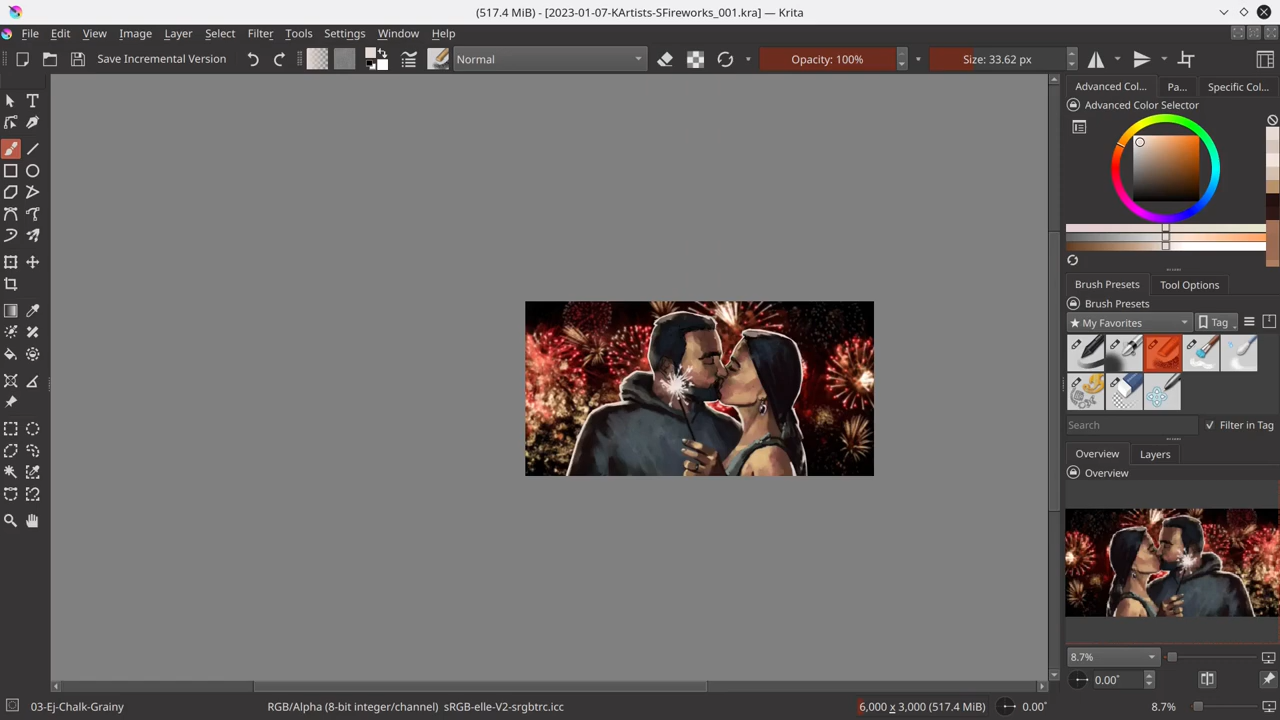 (517.4 MiB) - [2023-01-07-KArtists-SFireworks_001.kra] — Krita
File Edit View Image Layer Select Filter Tools Settings Window Help
Save Incremental Version Normal Opacity: 100% Size: 33.62 px
Advanced Col... Pa... Specific Col...
Advanced Color Selector
Brush Presets Tool Options
Brush Presets
★ My Favorites Tag
Search Filter in Tag
Overview Layers
Overview
8.7%
0.00°
03-Ej-Chalk-Grainy RGB/Alpha (8-bit integer/channel) sRGB-elle-V2-srgbtrc.icc 6,000 x 3,000 (517.4 MiB) 0.00° 8.7%